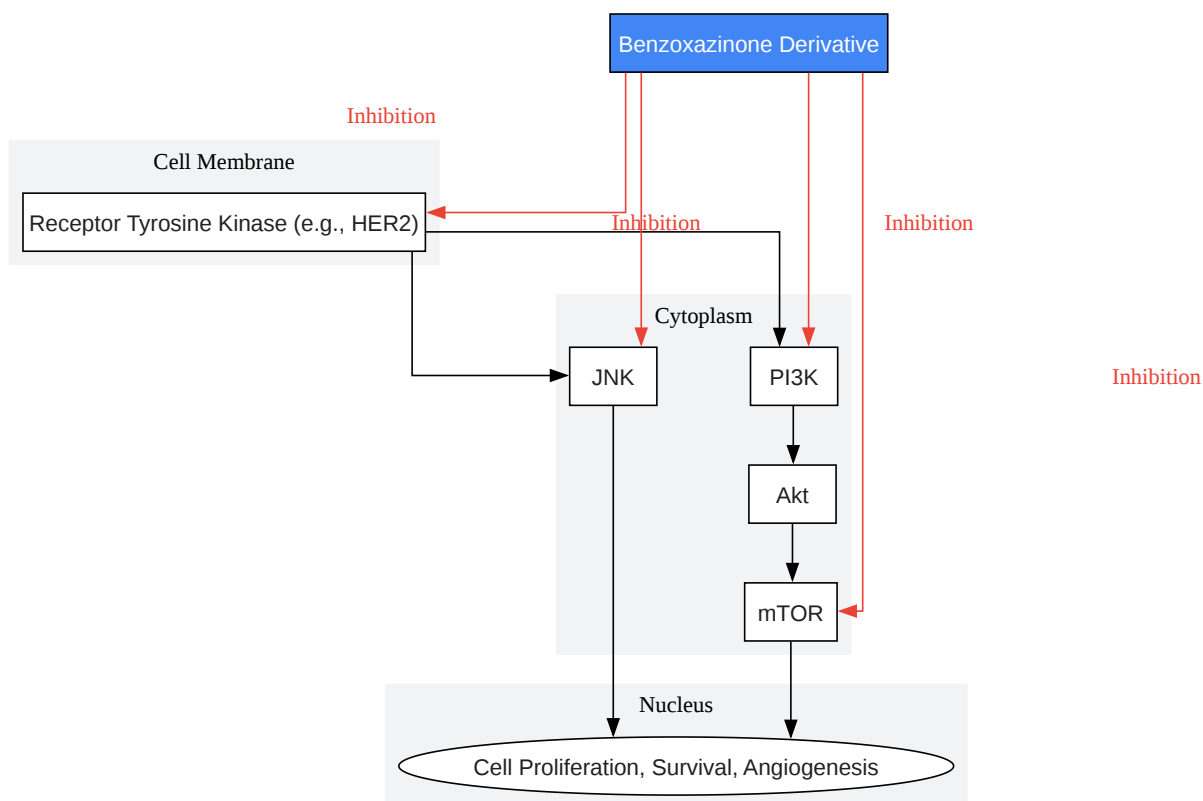 Benzoxazinone Derivative
Inhibition
Cell Membrane
Receptor Tyrosine Kinase (e.g., HER2)
Inhibition
Inhibition
Cytoplasm
JNK
PI3K
Inhibition
Akt
mTOR
Nucleus
Cell Proliferation, Survival, Angiogenesis